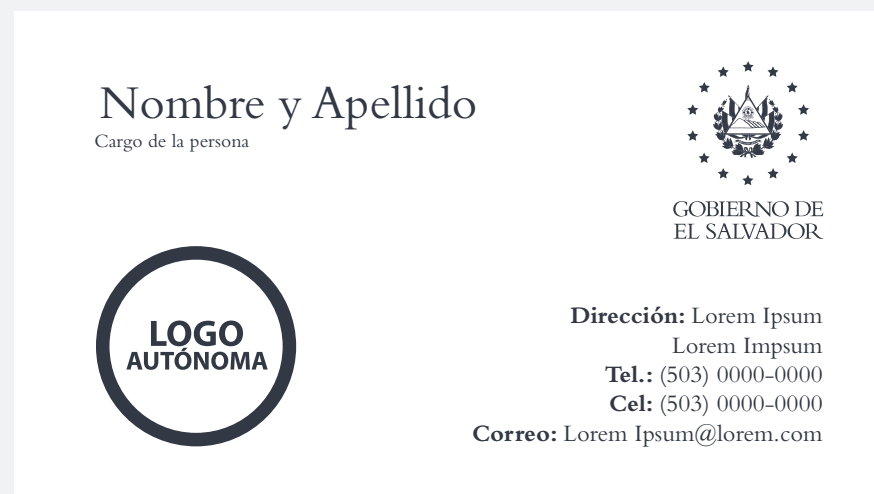 Nombre y Apellido
Cargo de la persona
GOBIERNO DE
EL SALVADOR
LOGO
AUTÓNOMA
Dirección: Lorem Ipsum
Lorem Impsum
Tel.: (503) 0000-0000
Cel: (503) 0000-0000
Correo: Lorem Ipsum@lorem.com